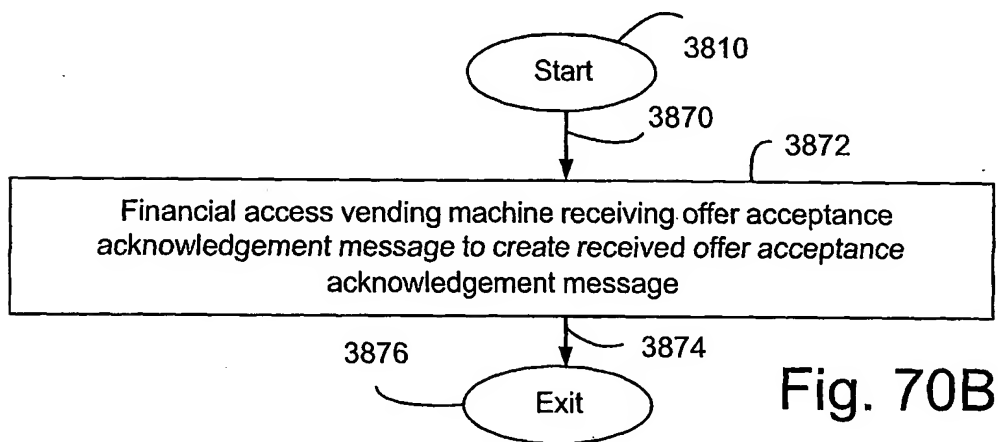 3810
Start
3870
3872
Financial access vending machine receiving offer acceptance
acknowledgement message to create received offer acceptance
acknowledgement message
3874
3876
Exit
Fig. 70B